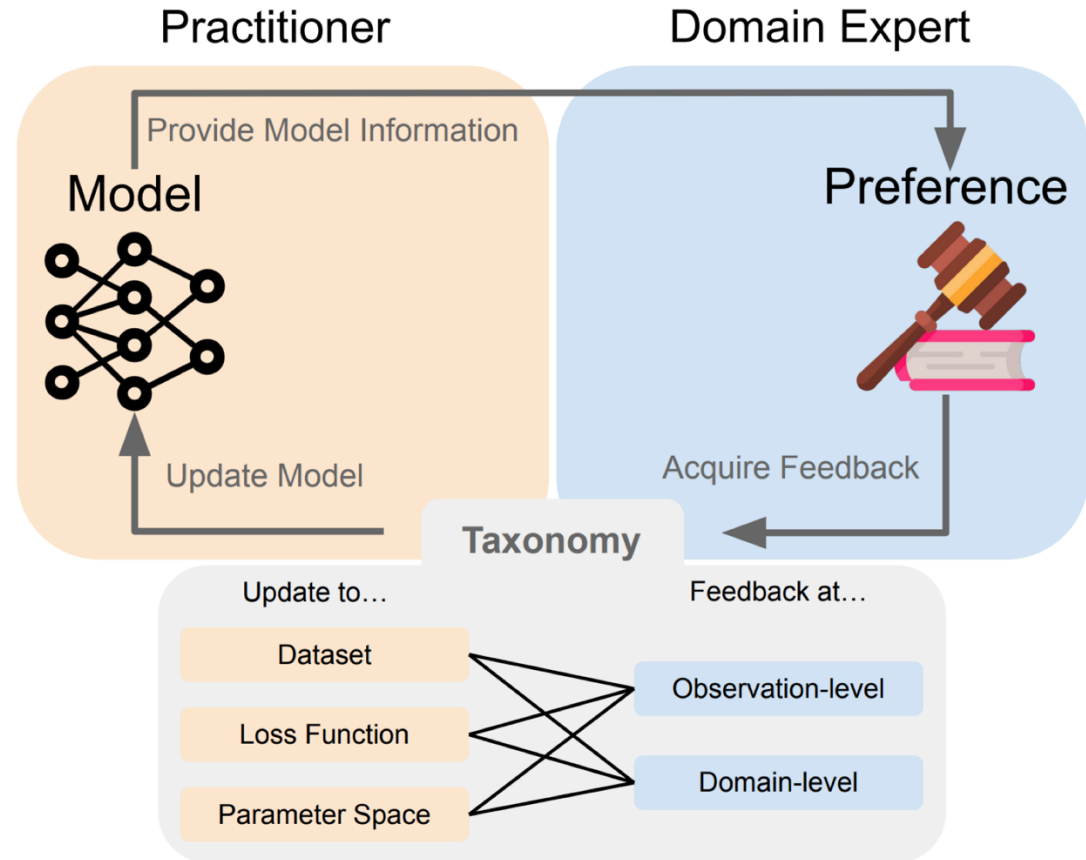 Practitioner
Domain Expert
Provide Model Information
Model
Preference
Update Model
Acquire Feedback
Taxonomy
Update to…
Feedback at…
Dataset
Observation-level
Loss Function
Domain-level
Parameter Space